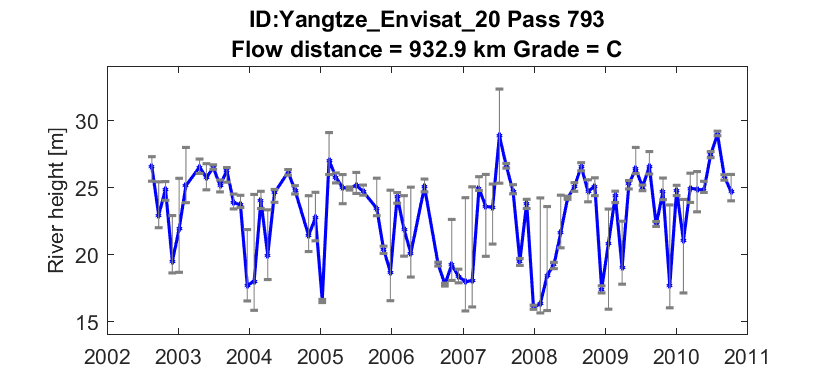 ID:Yangtze_Envisat_20 Pass 793
Flow distance = 932.9 km Grade = C
River height [m]
30
25
20
15
2002 2003 2004 2005 2006 2007 2008 2009 2010 2011